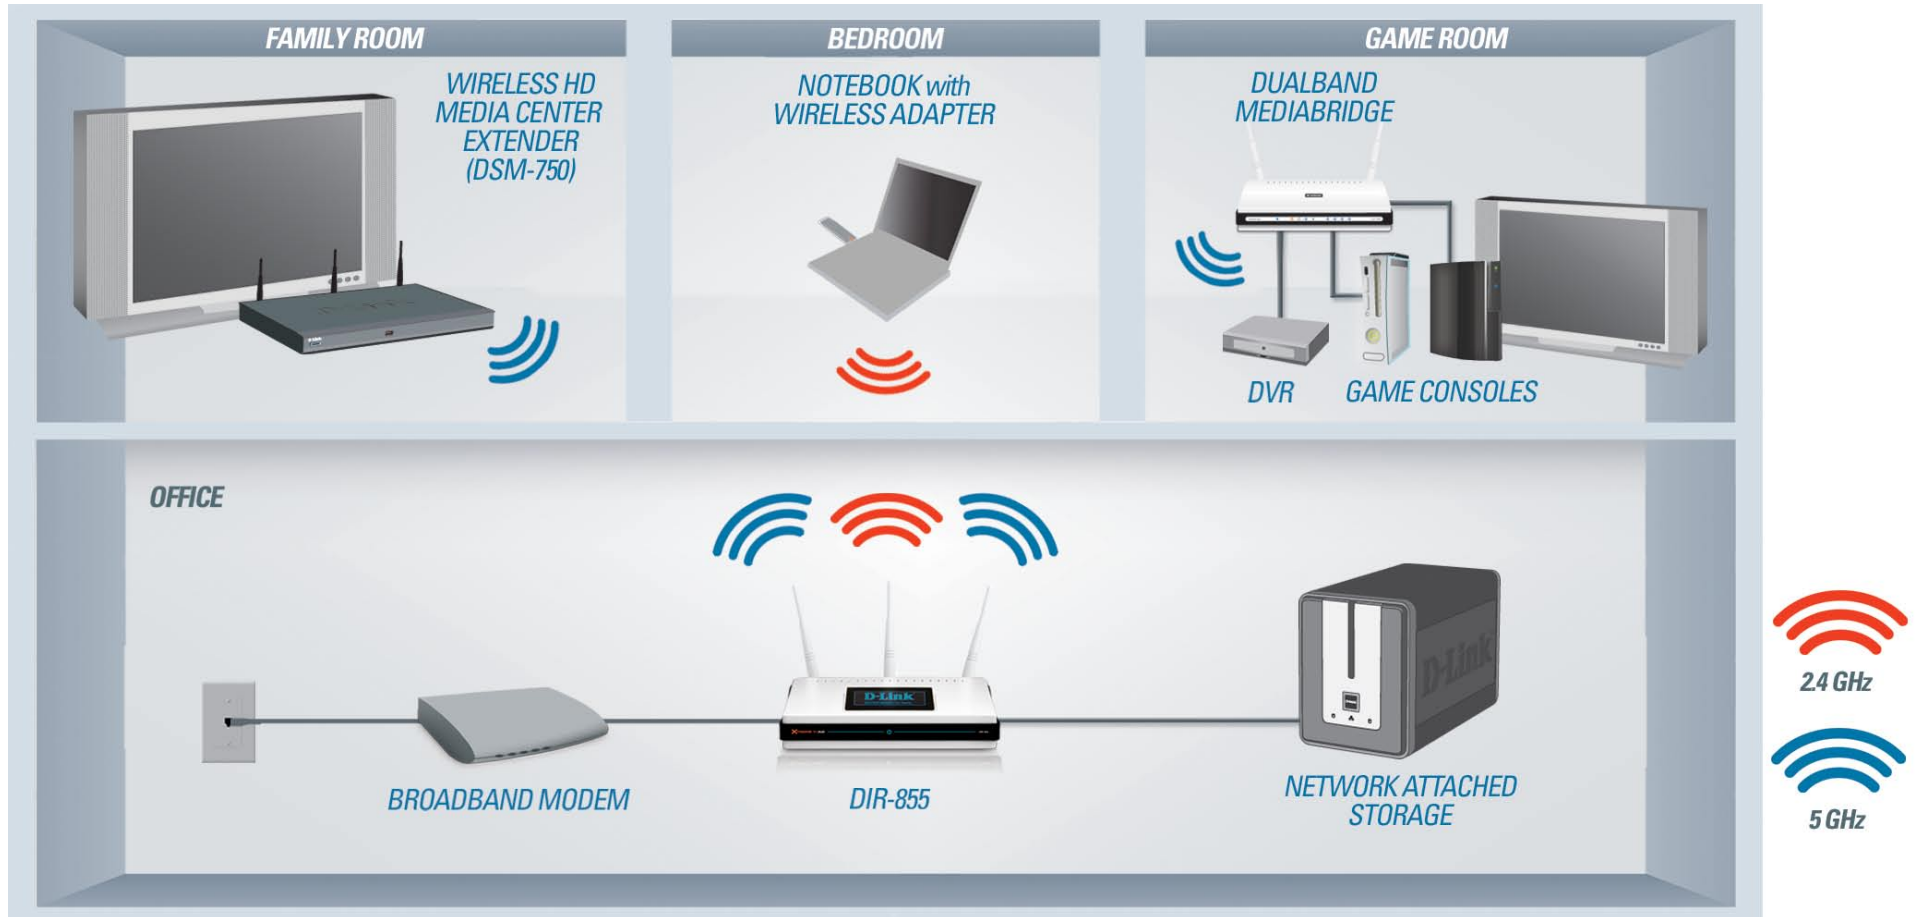 FAMILY ROOM
WIRELESS HD
MEDIA CENTER
EXTENDER
(DSM-750)
BEDROOM
NOTEBOOK with
WIRELESS ADAPTER
GAME ROOM
DUALBAND
MEDIABRIDGE
DVR
GAME CONSOLES
OFFICE
BROADBAND MODEM
D-Link
DIR-855
D-Link
NETWORK ATTACHED
STORAGE
2.4 GHz
5 GHz